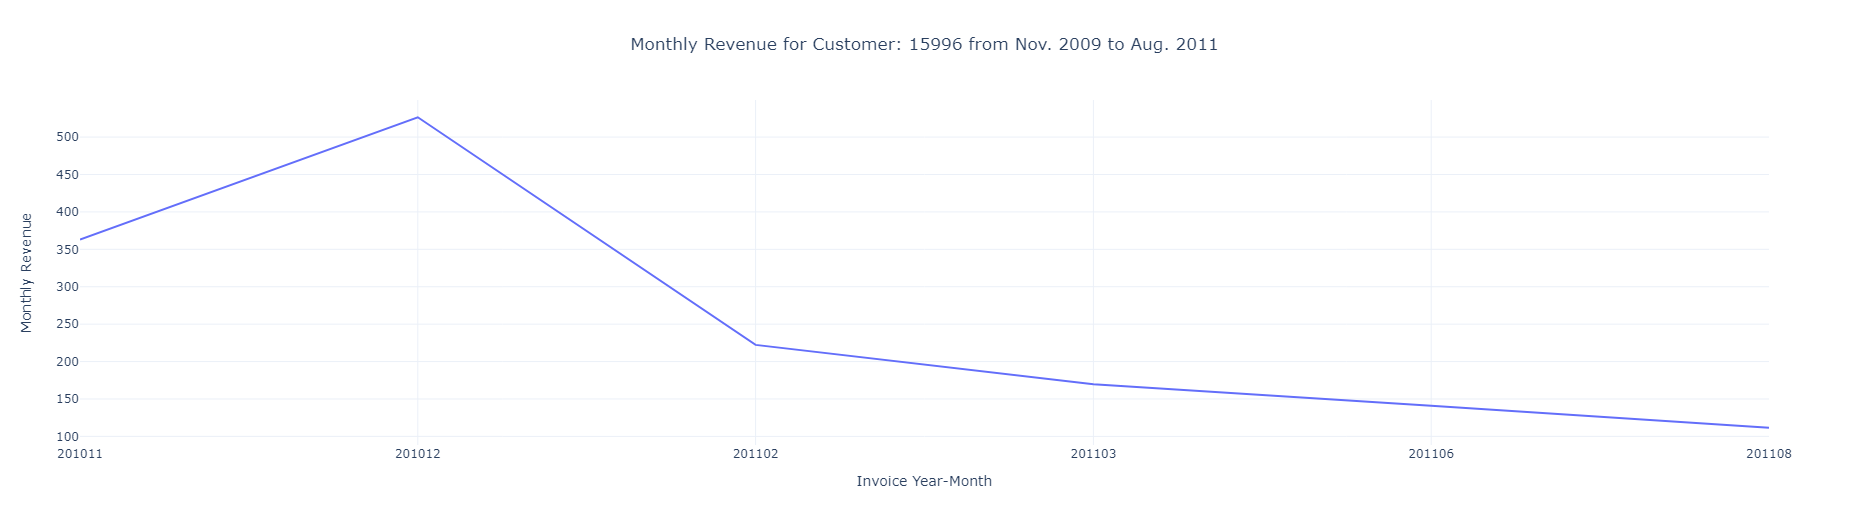 Monthly Revenue for Customer: 15996 from Nov. 2009 to Aug. 2011
Monthly Revenue
500
450
400
350
300
250
200
150
100
201011 201012 201102 201103 201106 201108
Invoice Year-Month